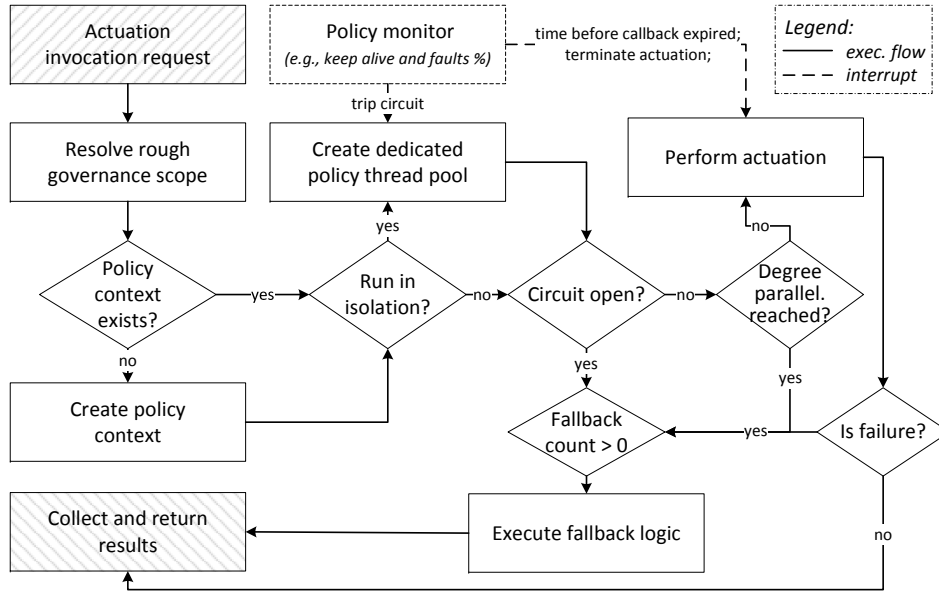 Actuation
invocation request
Policy monitor
(e.g., keep alive and faults %)
time before callback expired;
terminate actuation;
Legend:
exec. flow
interrupt
trip circuit
Resolve rough
governance scope
Create dedicated
policy thread pool
Perform actuation
yes
no
Policy
context
exists?
yes
Run in
isolation?
no
Circuit open?
no
Degree
parallel.
reached?
no
yes
yes
Create policy
context
Fallback
count > 0
yes
Is failure?
Collect and return
results
Execute fallback logic
no